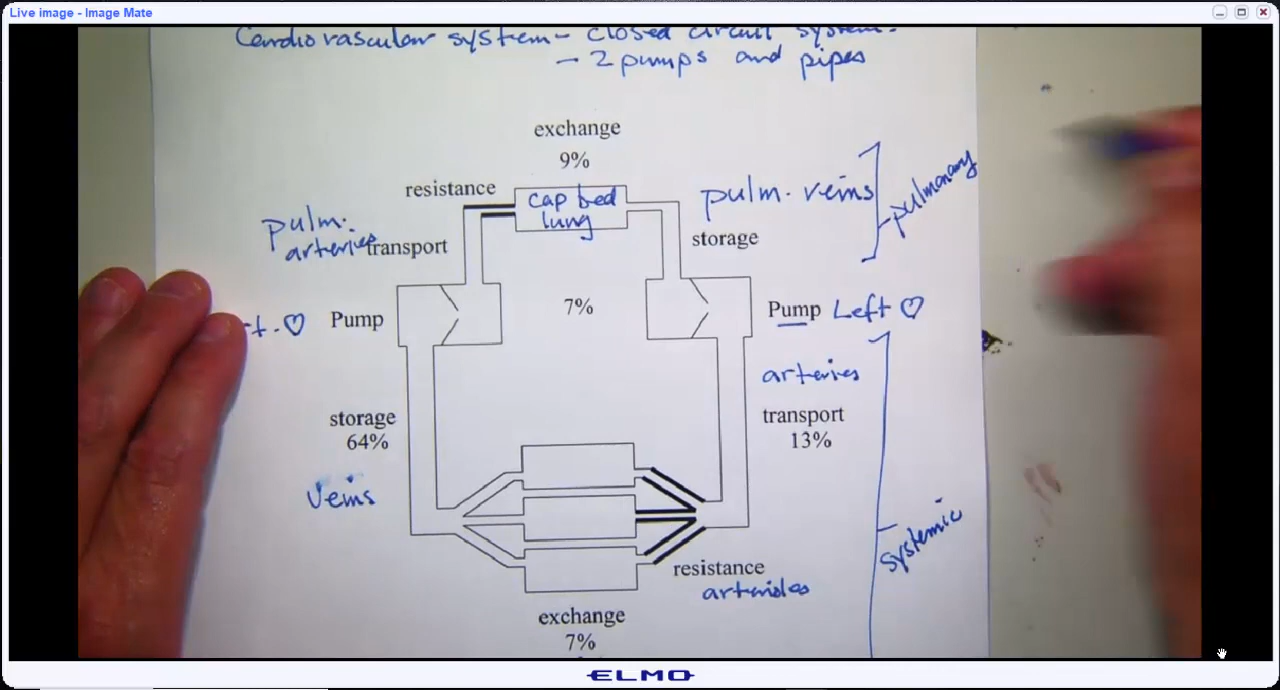 Live image - Image Mate
Cardiovascular system - closed circuit system.
- 2 pumps and pipes
exchange
9%
resistance
cap bed
lung
pulm. veins
pulmonary
pulm.
arteries
transport
storage
7%
rt. ♡ Pump
Pump Left ♡
arteries
storage
64%
transport
13%
veins
systemic
resistance
arterioles
exchange
7%
ELMO